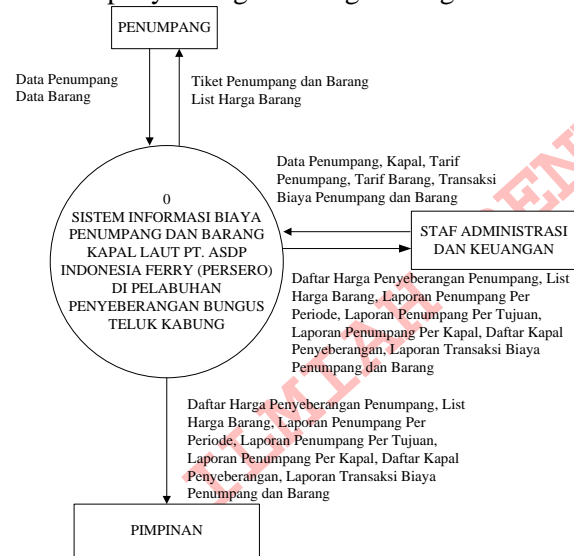 PENUMPANG
Data Penumpang
Data Barang
Tiket Penumpang dan Barang
List Harga Barang
Data Penumpang, Kapal, Tarif
Penumpang, Tarif Barang, Transaksi
Biaya Penumpang dan Barang
0
SISTEM INFORMASI BIAYA
PENUMPANG DAN BARANG
KAPAL LAUT PT. ASDP
INDONESIA FERRY (PERSERO)
DI PELABUHAN
PENYEBERANGAN BUNGUS
TELUK KABUNG
STAF ADMINISTRASI
DAN KEUANGAN
Daftar Harga Penyeberangan Penumpang, List
Harga Barang, Laporan Penumpang Per
Periode, Laporan Penumpang Per Tujuan,
Laporan Penumpang Per Kapal, Daftar Kapal
Penyeberangan, Laporan Transaksi Biaya
Penumpang dan Barang
Daftar Harga Penyeberangan Penumpang, List
Harga Barang, Laporan Penumpang Per
Periode, Laporan Penumpang Per Tujuan,
Laporan Penumpang Per Kapal, Daftar Kapal
Penyeberangan, Laporan Transaksi Biaya
Penumpang dan Barang
PIMPINAN
ILMIAH